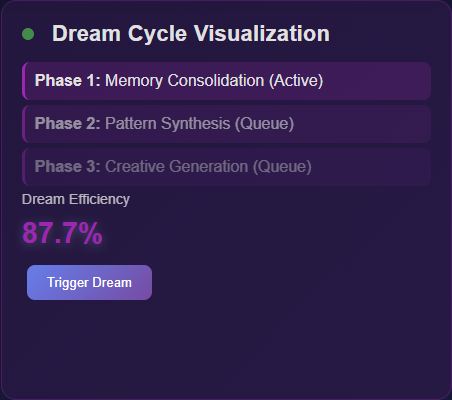 Dream Cycle Visualization
Phase 1: Memory Consolidation (Active)
Phase 2: Pattern Synthesis (Queue)
Phase 3: Creative Generation (Queue)
Dream Efficiency
87.7%
Trigger Dream